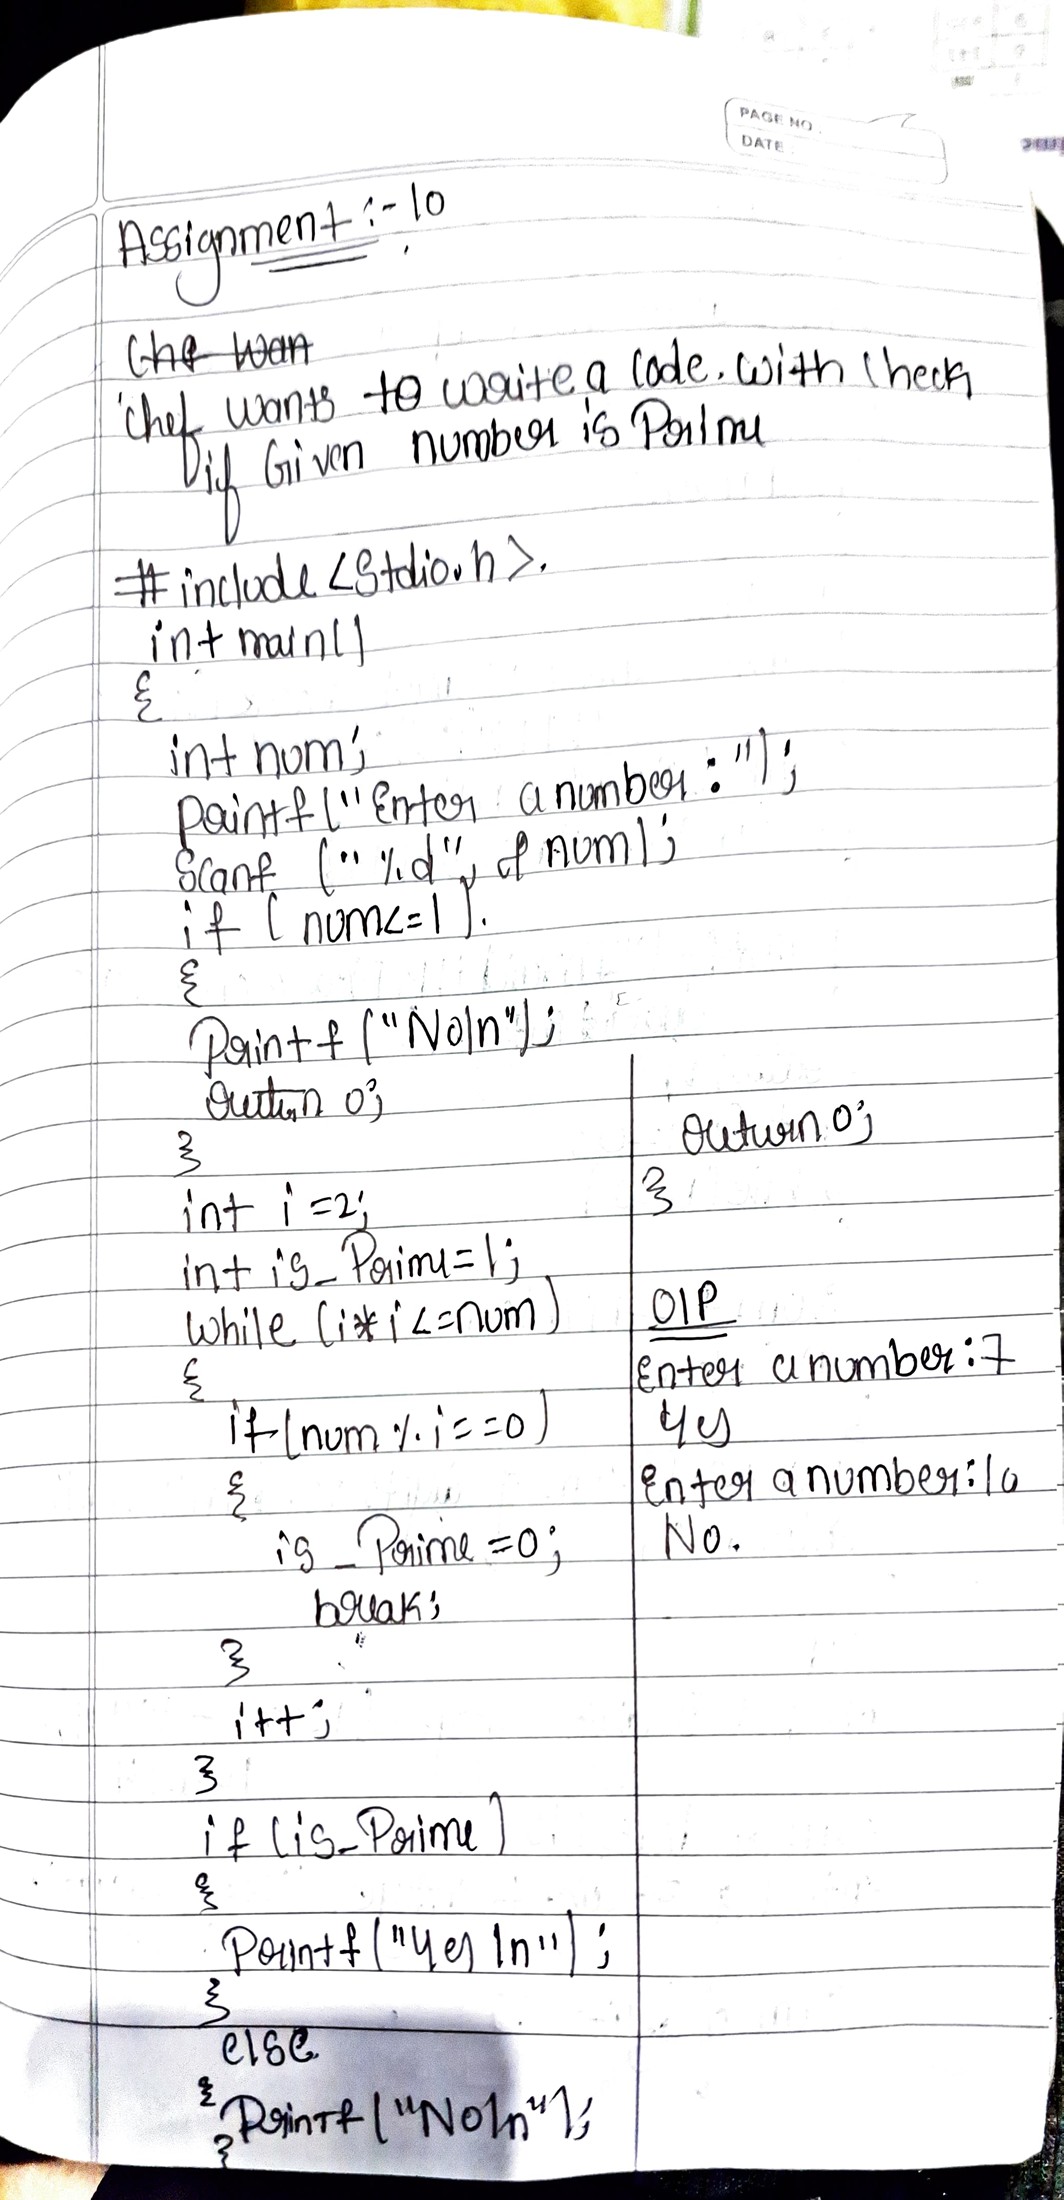 PAGE NO.
DATE
Assignment :- 10
Che wan
Chef wants to write a code. with check
if Given number is Prime
#include <Stdio.h>.
int main()
{
int num;
printf("Enter a number : ");
Scanf ("%d", &num);
if (num<=1).
{
Printf ("No\n");
return 0;
}
int i =2;
int is_Prime=1;
while (i*i<=num)
{
if(num % i==0)
{
is_Prime=0;
break;
}
i++;
}
if (is_Prime)
{
Printf("Yes \n");
}
else
{
Printf ("No\n");
}
return 0;
}
O/P
Enter a number:7
Yes
Enter a number:10
No.